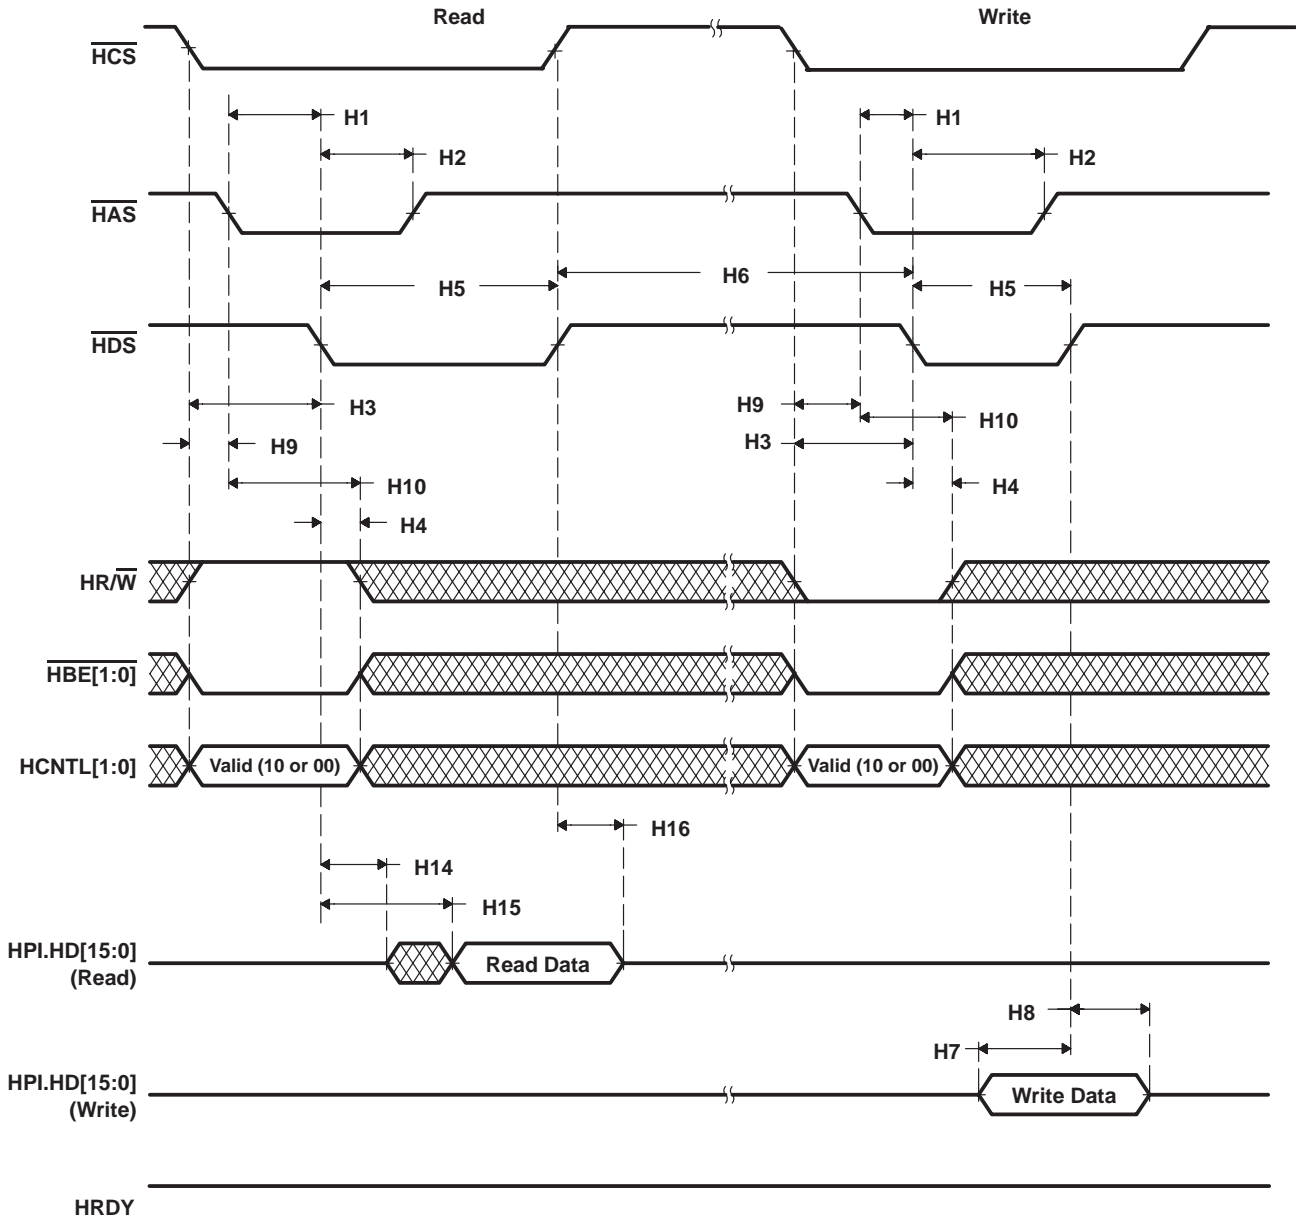 Read Write
HCS
H1 H1
H2 H2
HAS
H5 H6 H5
HDS
H3 H9
H10
H9 H3
H10 H4
H4
HR/W
HBE[1:0]
HCNTL[1:0] Valid (10 or 00) Valid (10 or 00)
H16
H14
H15
HPI.HD[15:0]
(Read)
Read Data
H8
H7
HPI.HD[15:0]
(Write)
Write Data
HRDY